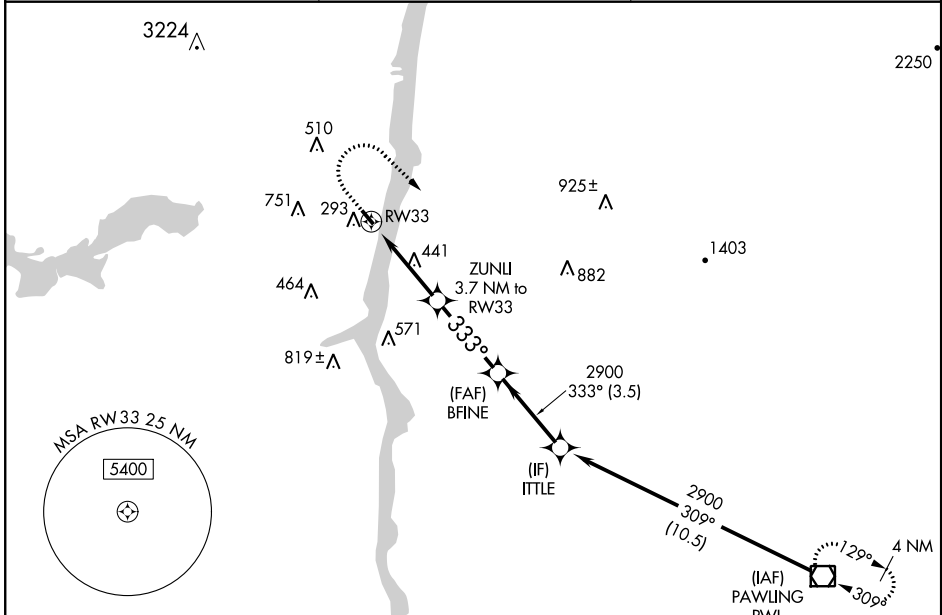 3224
2250
510
751
293
RW33
925±
441
1403
464
ZUNLI
3.7 NM to
RW33
882
571
333°
819±
(FAF)
BFINE
2900
333° (3.5)
(IF)
ITTLE
MSA RW33 25 NM
5400
2900
309°
(10.5)
129°
4 NM
309°
(IAF)
PAWLING
PWL